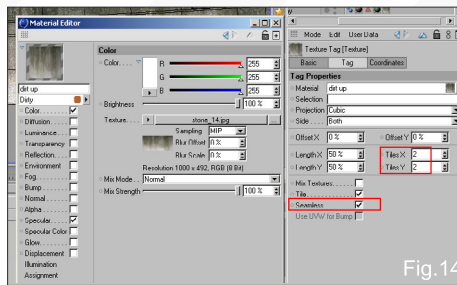 Material Editor
dirt up
Dirty
Color
Diffusion
Luminance
Transparency
Reflection
Environment
Fog
Bump
Normal
Alpha
Specular
Specular Color
Glow
Displacement
Illumination
Assignment
Color
Color
R 255
G 255
B 255
Brightness 100 %
Texture stone_14.jpg ...
Sampling MIP
Blur Offset 0 %
Blur Scale 0 %
Resolution 1000 x 492, RGB (8 Bit)
Mix Mode Normal
Mix Strength 100 %
Mode Edit User Data
Texture Tag [Texture]
Basic Tag Coordinates
Tag Properties
Material dirt up
Selection
Projection Cubic
Side Both
Offset X 0 % Offset Y 0 %
Length X 50 % Tiles X 2
Length Y 50 % Tiles Y 2
Mix Textures
Tile
Seamless
Use UVW for Bump
Fig.14